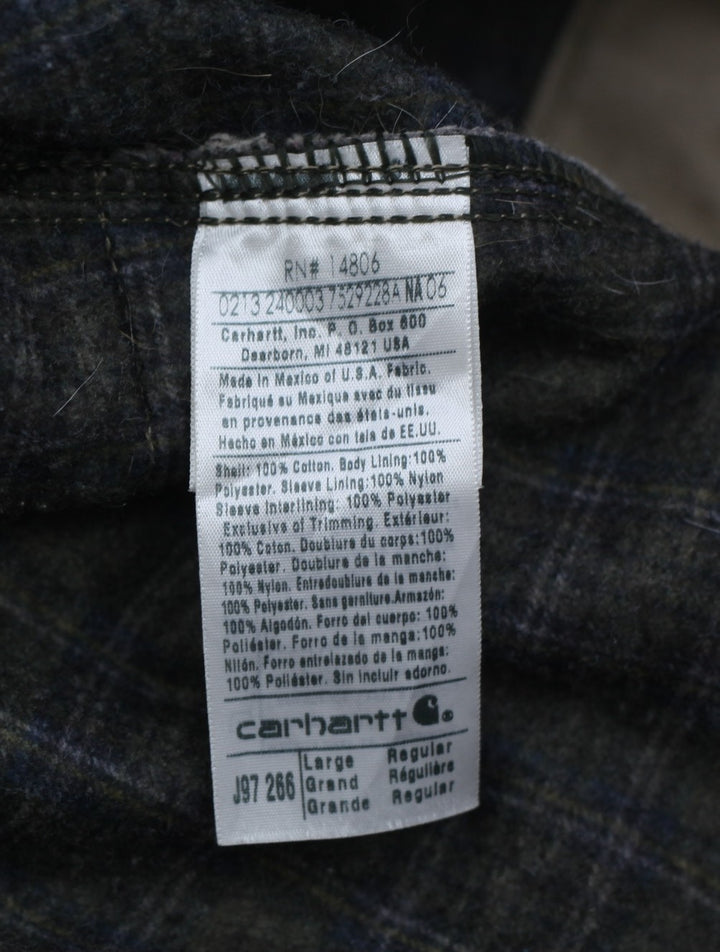 RN# 14806
0213 240003 7529228A NA 06
Carhartt, Inc. P. O. Box 600
Dearborn, MI 48121 USA
Made in Mexico of U.S.A. Fabric.
Fabriqué au Mexique avec du tissu
en provenance des états-unis.
Hecho en México con tela de EE.UU.
Shell: 100% Cotton. Body Lining:100%
Polyester. Sleeve Lining:100% Nylon
Sleeve Interlining: 100% Polyester
Exclusive of Trimming. Extérieur:
100% Coton. Doublure du corps:100%
Polyester. Doublure de la manche:
100% Nylon. Entredoublure de la manche:
100% Polyester. Sans garniture.Armazón:
100% Algodón. Forro del cuerpo: 100%
Poliéster. Forro de la manga:100%
Nilón. Forro entrelazado de la manga:
100% Poliéster. Sin incluir adorno.
carhartt ®
J97 266
Large Regular
Grand Régulière
Grande Regular